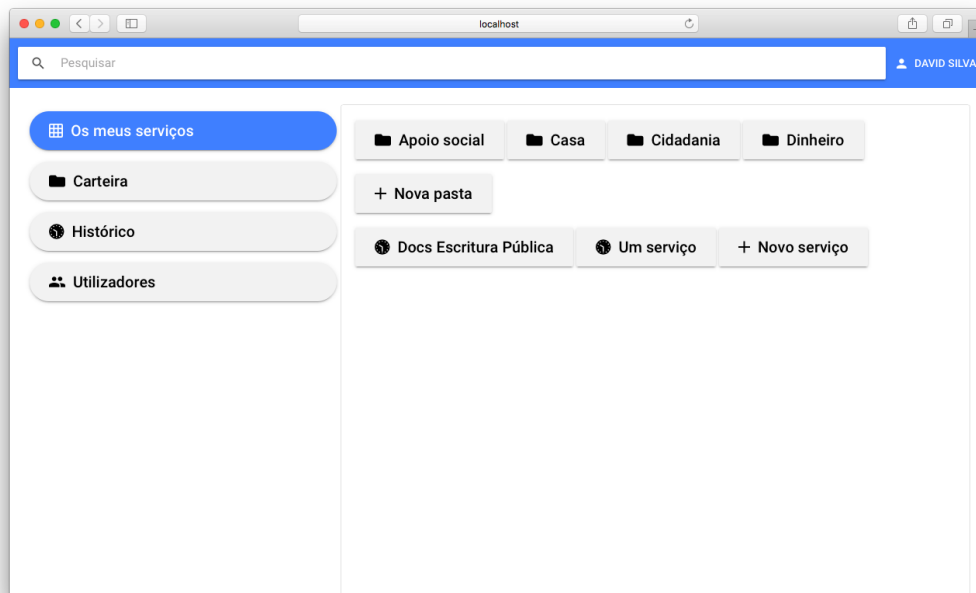 localhost
Pesquisar
DAVID SILVA
Os meus serviços
Carteira
Histórico
Utilizadores
Apoio social Casa Cidadania Dinheiro
+ Nova pasta
Docs Escritura Pública Um serviço + Novo serviço